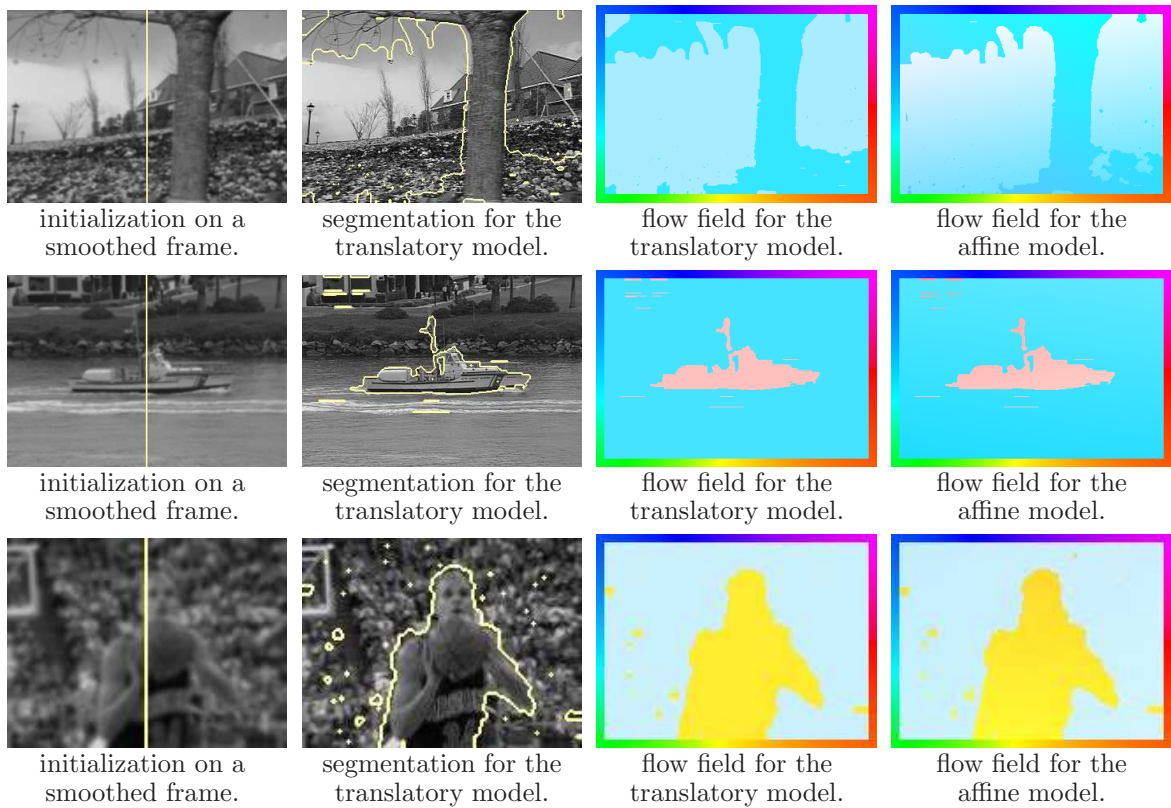 initialization on a
smoothed frame.
segmentation for the
translatory model.
flow field for the
translatory model.
flow field for the
affine model.
initialization on a
smoothed frame.
segmentation for the
translatory model.
flow field for the
translatory model.
flow field for the
affine model.
initialization on a
smoothed frame.
segmentation for the
translatory model.
flow field for the
translatory model.
flow field for the
affine model.